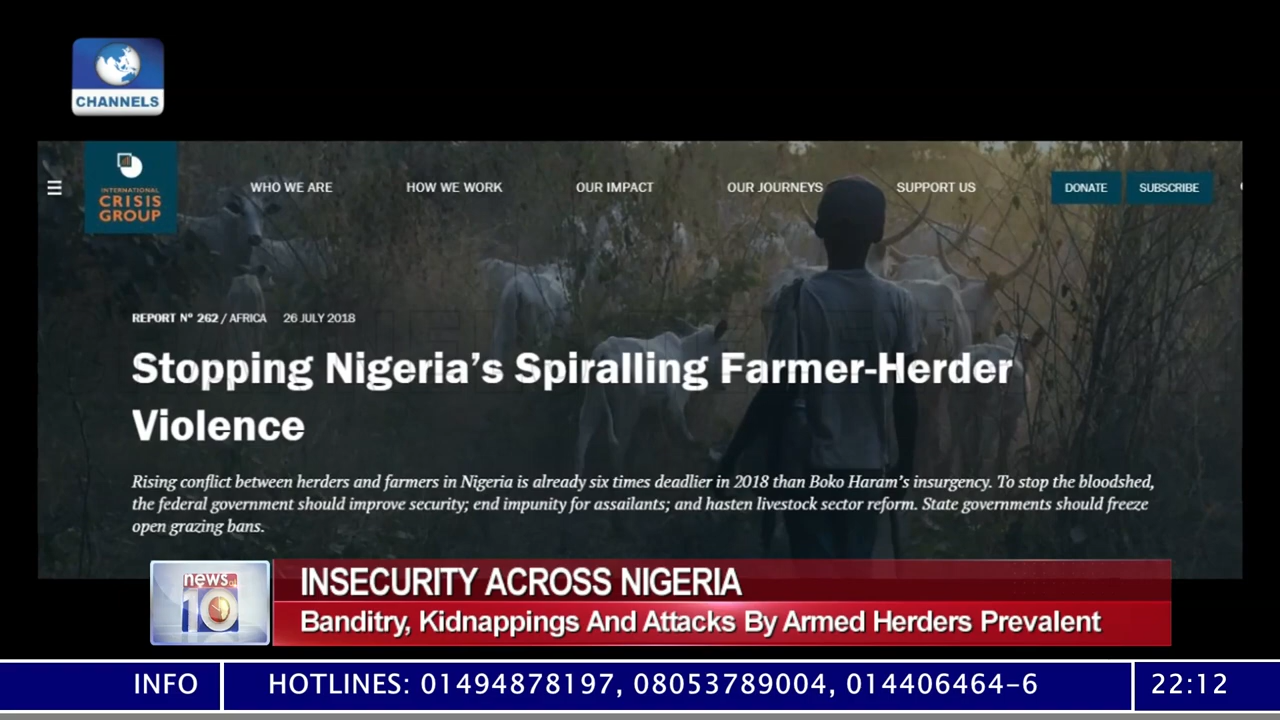 CHANNELS
INTERNATIONAL
CRISIS
GROUP
WHO WE ARE HOW WE WORK OUR IMPACT OUR JOURNEYS SUPPORT US DONATE SUBSCRIBE
REPORT Nº 262 / AFRICA 26 JULY 2018
Stopping Nigeria’s Spiralling Farmer-Herder
Violence
Rising conflict between herders and farmers in Nigeria is already six times deadlier in 2018 than Boko Haram’s insurgency. To stop the bloodshed,
the federal government should improve security; end impunity for assailants; and hasten livestock sector reform. State governments should freeze
open grazing bans.
news at
10
INSECURITY ACROSS NIGERIA
Banditry, Kidnappings And Attacks By Armed Herders Prevalent
INFO HOTLINES: 01494878197, 08053789004, 014406464-6 22:12